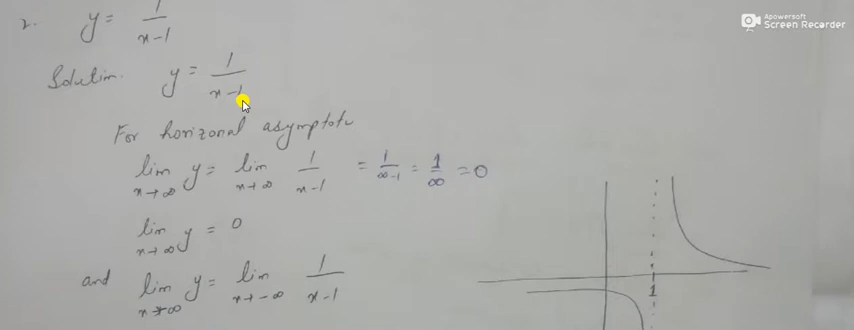 2. y = 1/(x-1)
Solution. y = 1/(x-1)
For horizonal asymptote
lim x→∞ y = lim x→∞ 1/(x-1) = 1/(∞-1) = 1/∞ = 0
lim x→∞ y = 0
and lim x→-∞ y = lim x→-∞ 1/(x-1)
1
Apowersoft
Screen Recorder